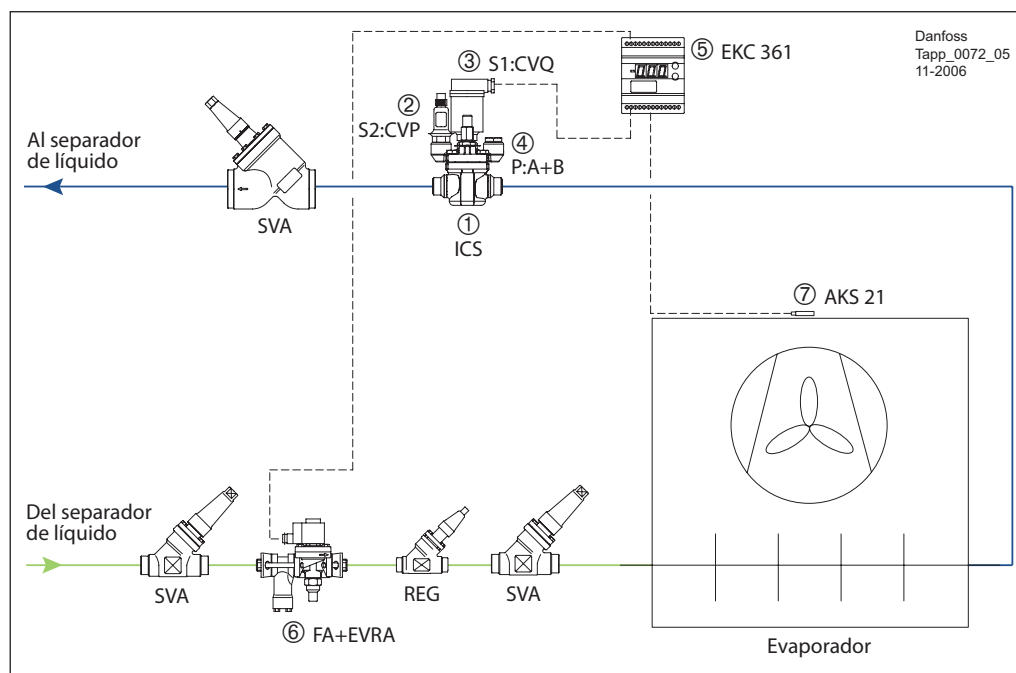 Danfoss
Tapp_0072_05
11-2006
⑤ EKC 361
③ S1:CVQ
②
S2:CVP
④
P:A+B
Al separador
de líquido
SVA
①
ICS
⑦ AKS 21
Del separador
de líquido
SVA
⑥ FA+EVRA
REG
SVA
Evaporador